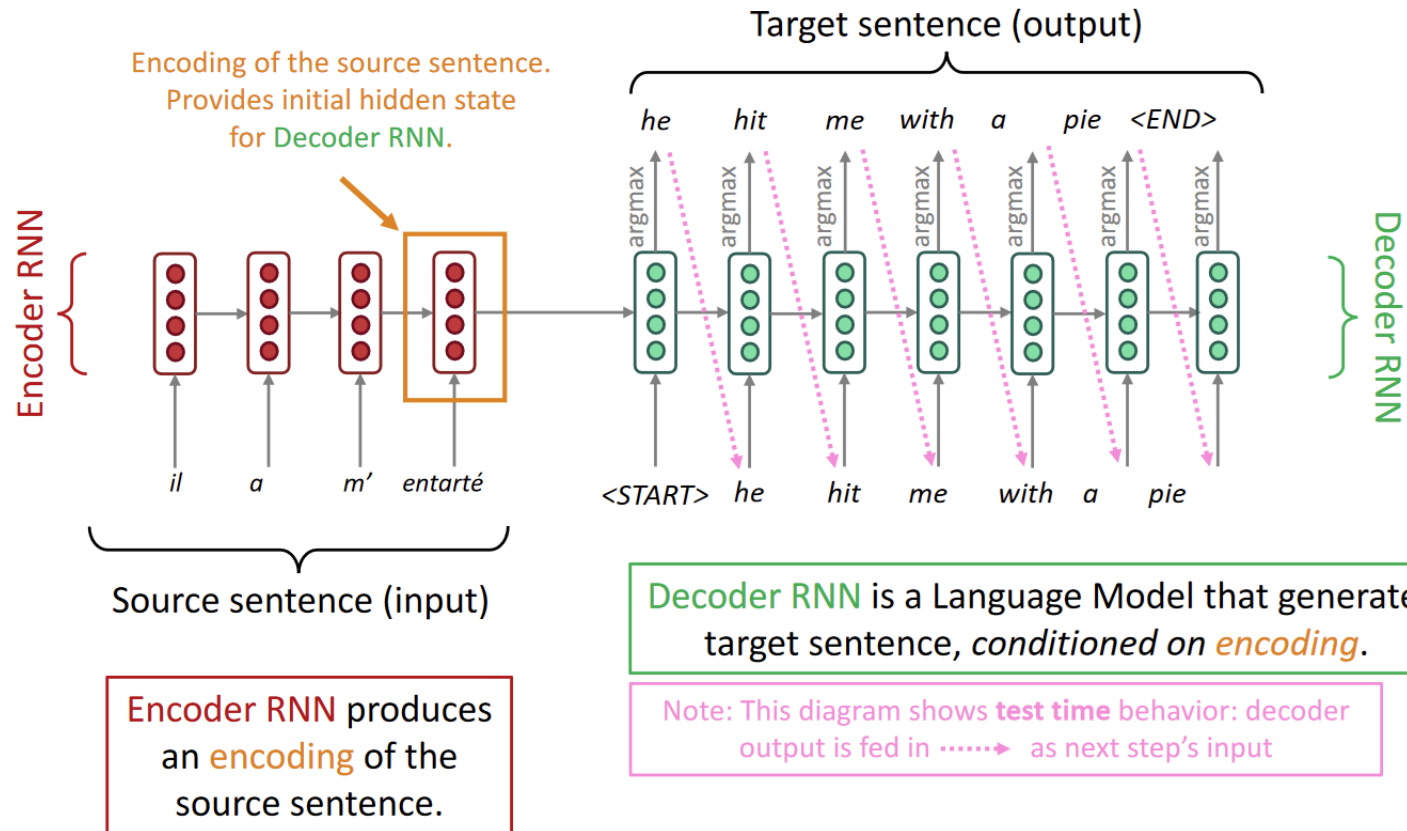 Target sentence (output)
Encoding of the source sentence.
Provides initial hidden state
for Decoder RNN.
he hit me with a pie <END>
argmax argmax argmax argmax argmax argmax argmax
Encoder RNN
Decoder RNN
il a m’ entarté
<START> he hit me with a pie
Source sentence (input)
Decoder RNN is a Language Model that generate
target sentence, conditioned on encoding.
Encoder RNN produces
an encoding of the
source sentence.
Note: This diagram shows test time behavior: decoder
output is fed in as next step’s input